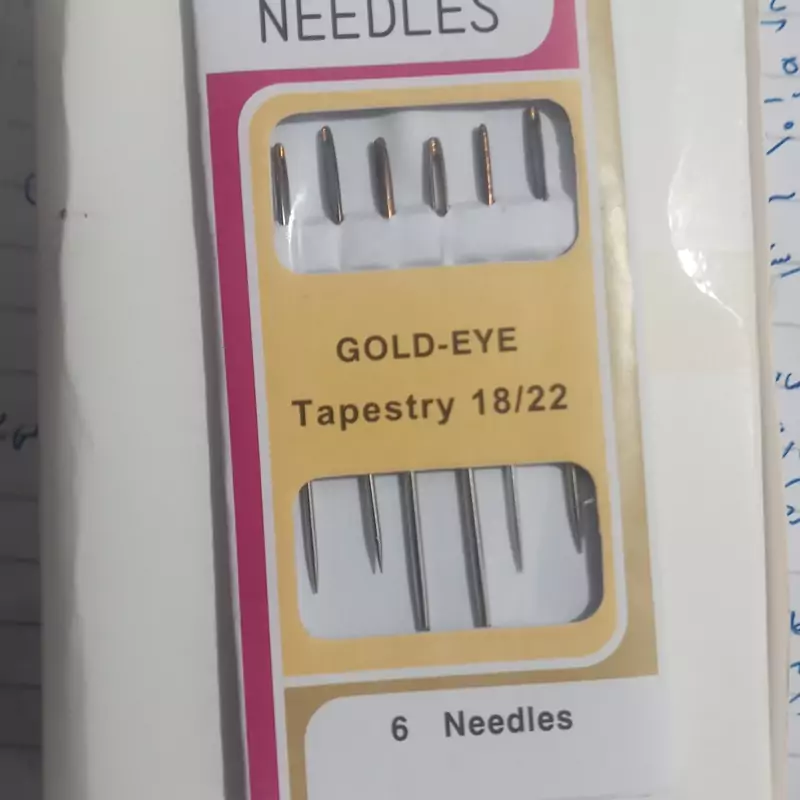 NEEDLES
GOLD-EYE
Tapestry 18/22
6 Needles